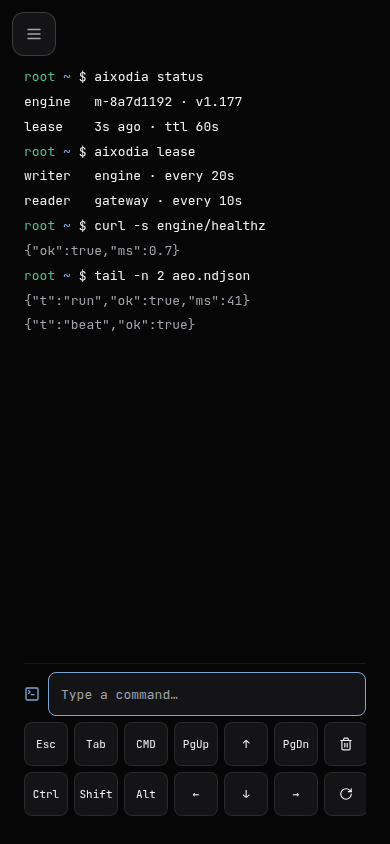 root ~ $ aixodia status
engine   m-8a7d1192 · v1.177
lease    3s ago · ttl 60s
root ~ $ aixodia lease
writer   engine · every 20s
reader   gateway · every 10s
root ~ $ curl -s engine/healthz
{"ok":true,"ms":0.7}
root ~ $ tail -n 2 aeo.ndjson
{"t":"run","ok":true,"ms":41}
{"t":"beat","ok":true}
Type a command…
Esc Tab CMD PgUp ↑ PgDn
Ctrl Shift Alt ← ↓ →